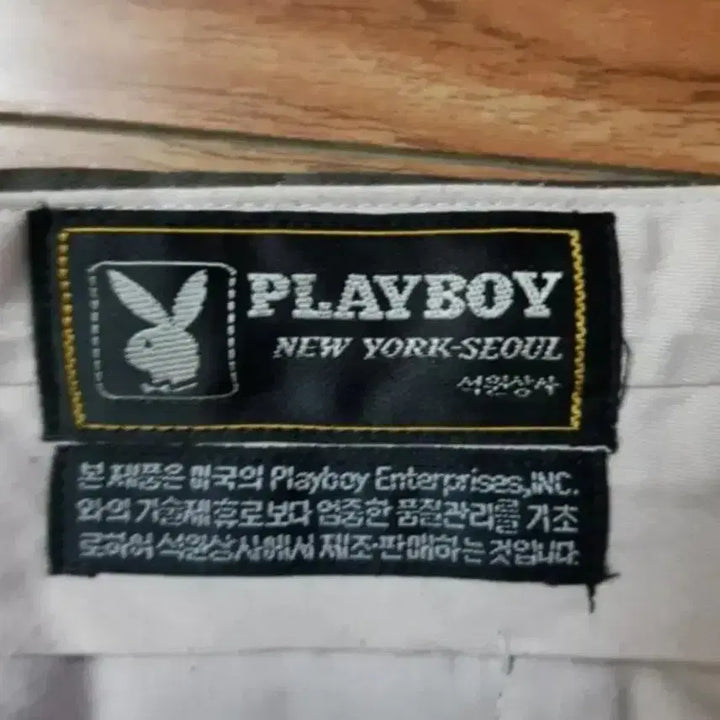 PLAYBOY
NEW YORK-SEOUL
석원상사
본 제품은 미국의 Playboy Enterprises,INC.
와의 기술제휴로보다 엄중한 품질관리를 기초
로하여 석원상사에서 제조·판매하는 것입니다.